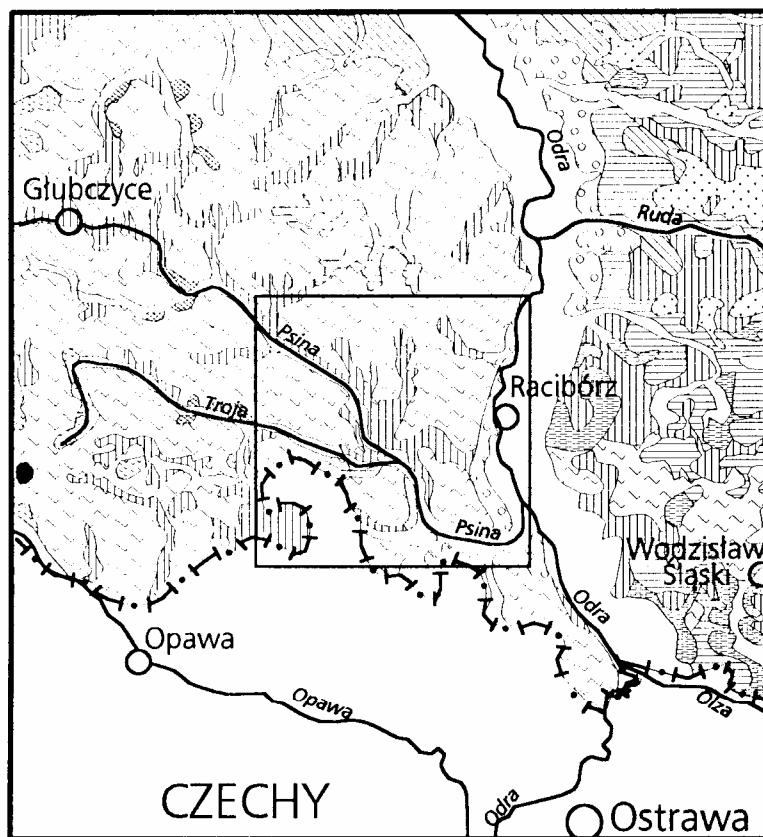 Odra
Głubczyce
Ruda
Psina
Racibórz
Troja
Psina
Wodzisław
Śląski
Odra
Opawa
Opawa
Olza
CZECHY
Odra
Ostrawa